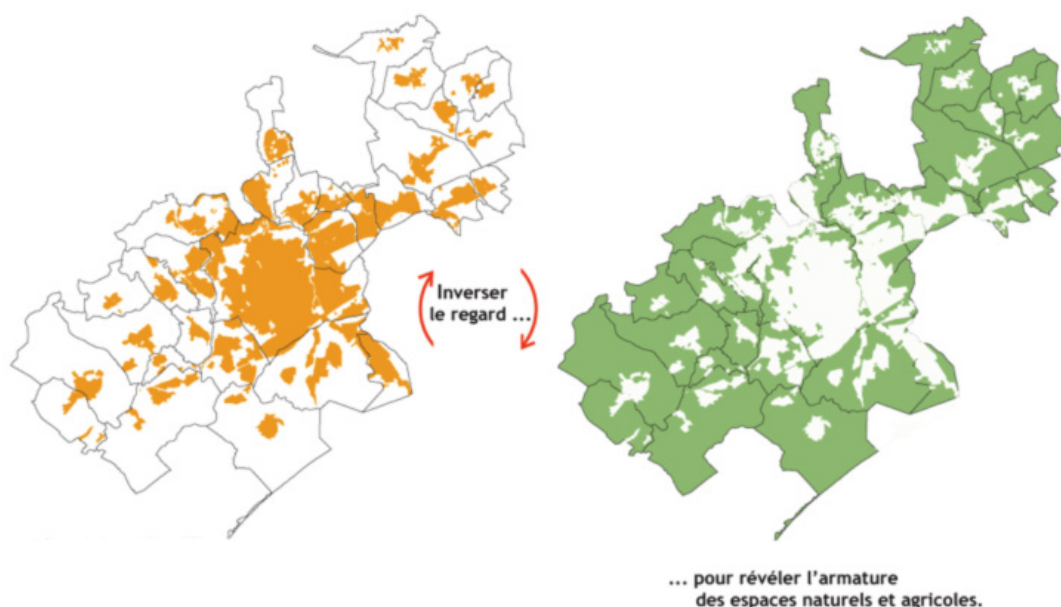 Inverser
le regard ...
... pour révéler l'armature
des espaces naturels et agricoles.